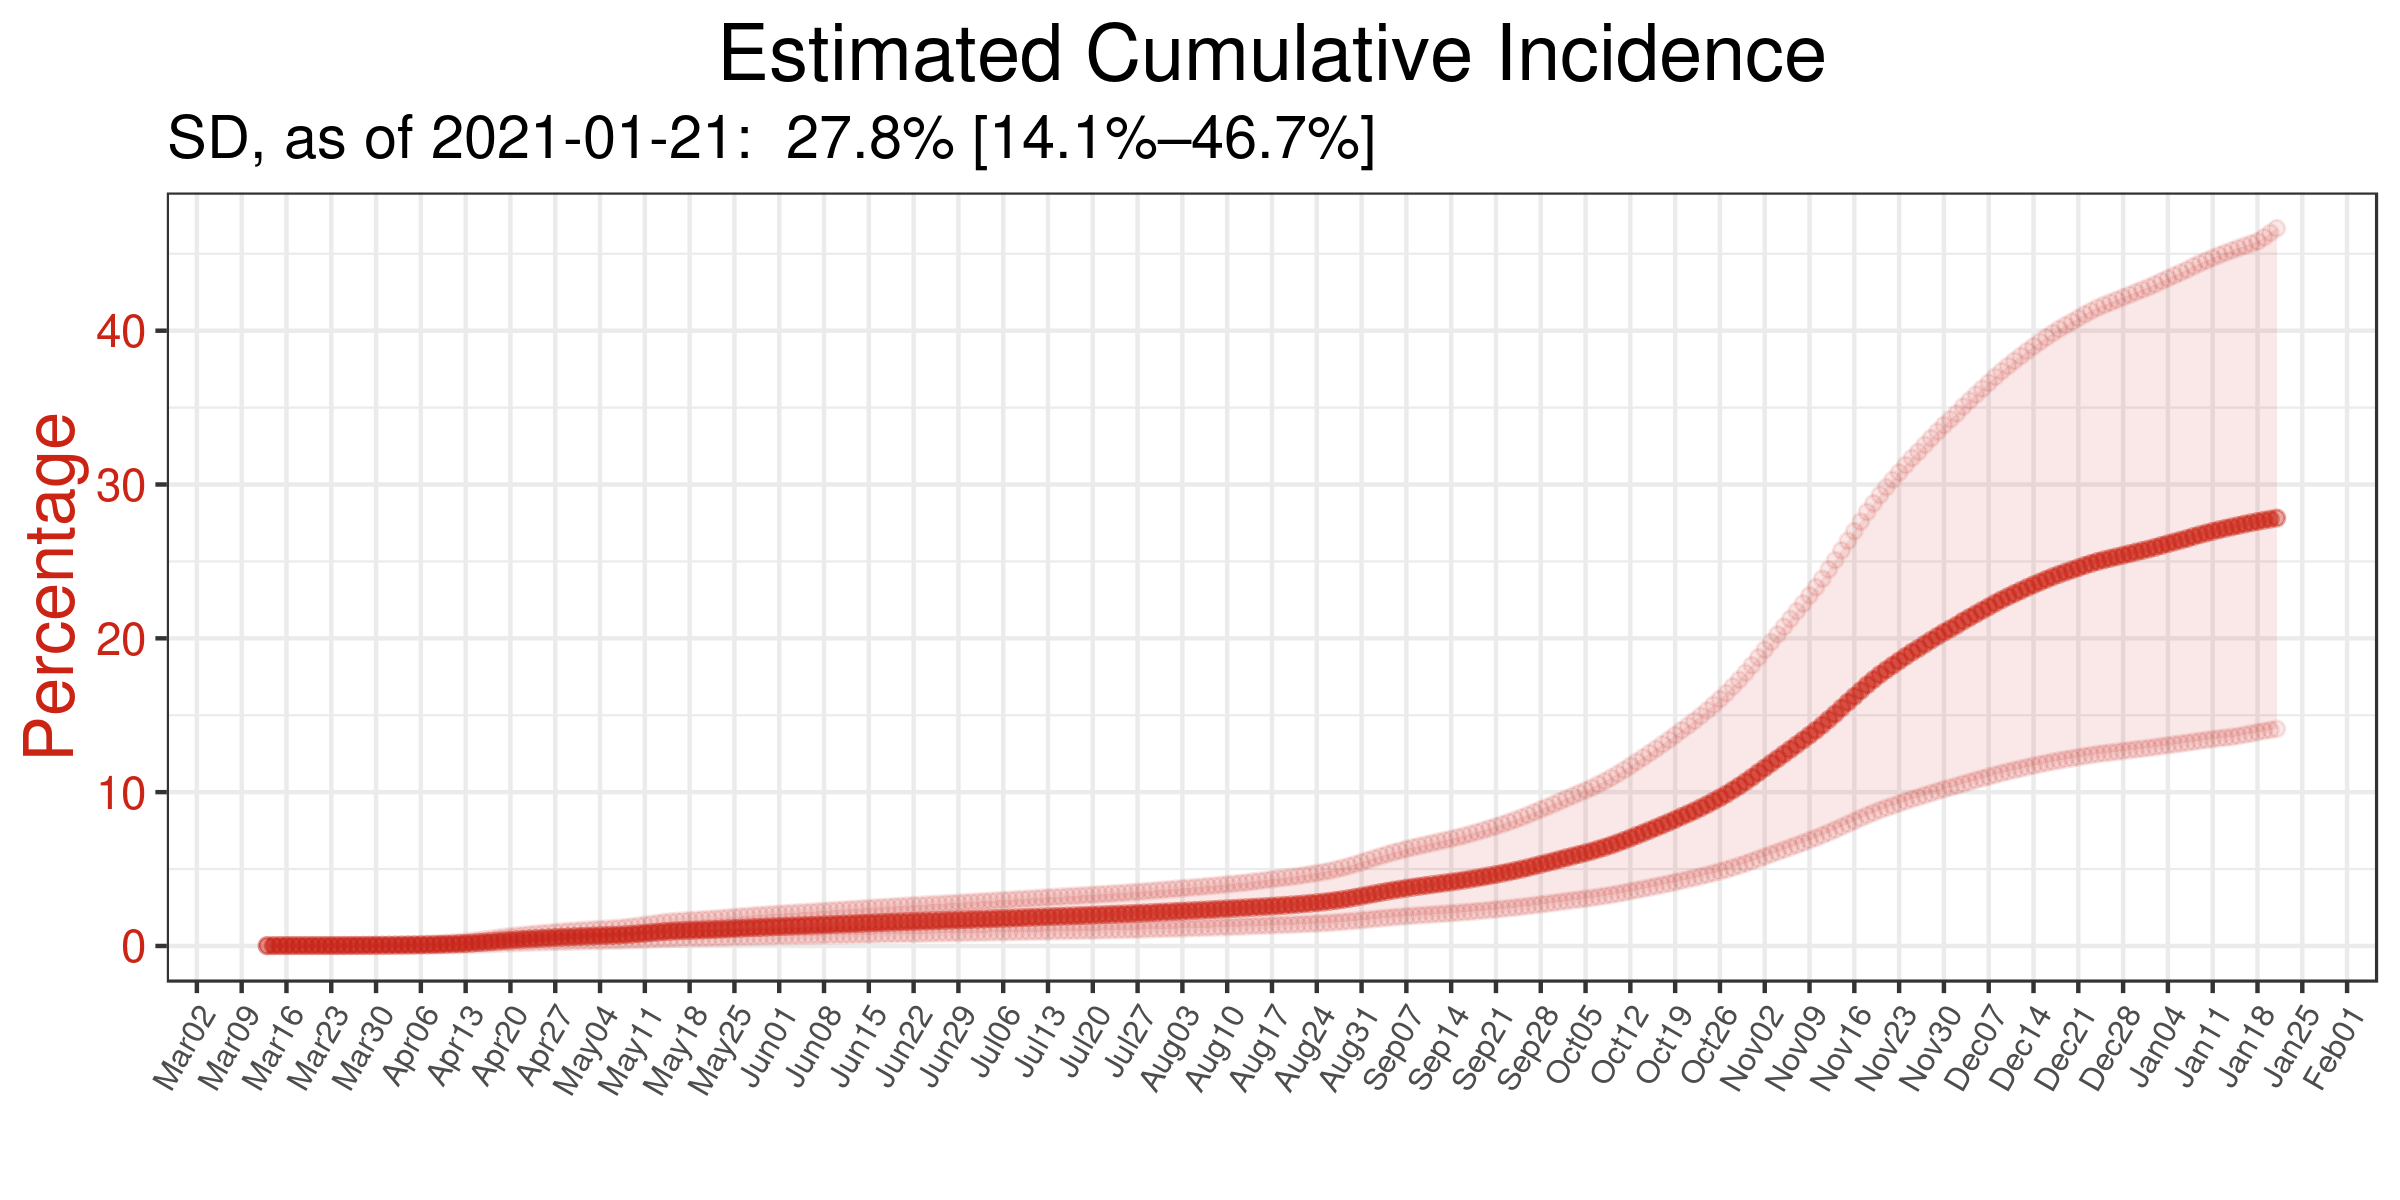 Estimated Cumulative Incidence
SD, as of 2021-01-21:  27.8% [14.1%–46.7%]
Percentage
40
30
20
10
0
Mar02
Mar09
Mar16
Mar23
Mar30
Apr06
Apr13
Apr20
Apr27
May04
May11
May18
May25
Jun01
Jun08
Jun15
Jun22
Jun29
Jul06
Jul13
Jul20
Jul27
Aug03
Aug10
Aug17
Aug24
Aug31
Sep07
Sep14
Sep21
Sep28
Oct05
Oct12
Oct19
Oct26
Nov02
Nov09
Nov16
Nov23
Nov30
Dec07
Dec14
Dec21
Dec28
Jan04
Jan11
Jan18
Jan25
Feb01